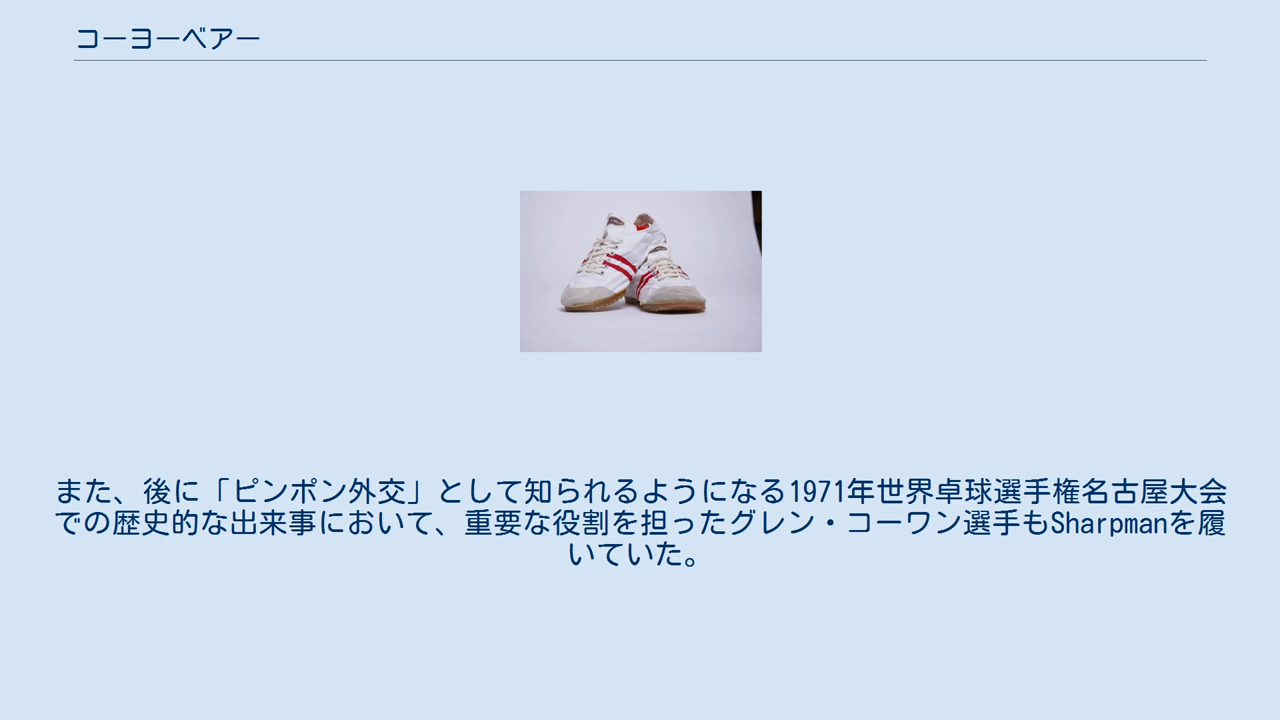 コーヨーベアー
また、後に「ピンポン外交」として知られるようになる1971年世界卓球選手権名古屋大会
での歴史的な出来事において、重要な役割を担ったグレン・コーワン選手もSharpmanを履
いていた。